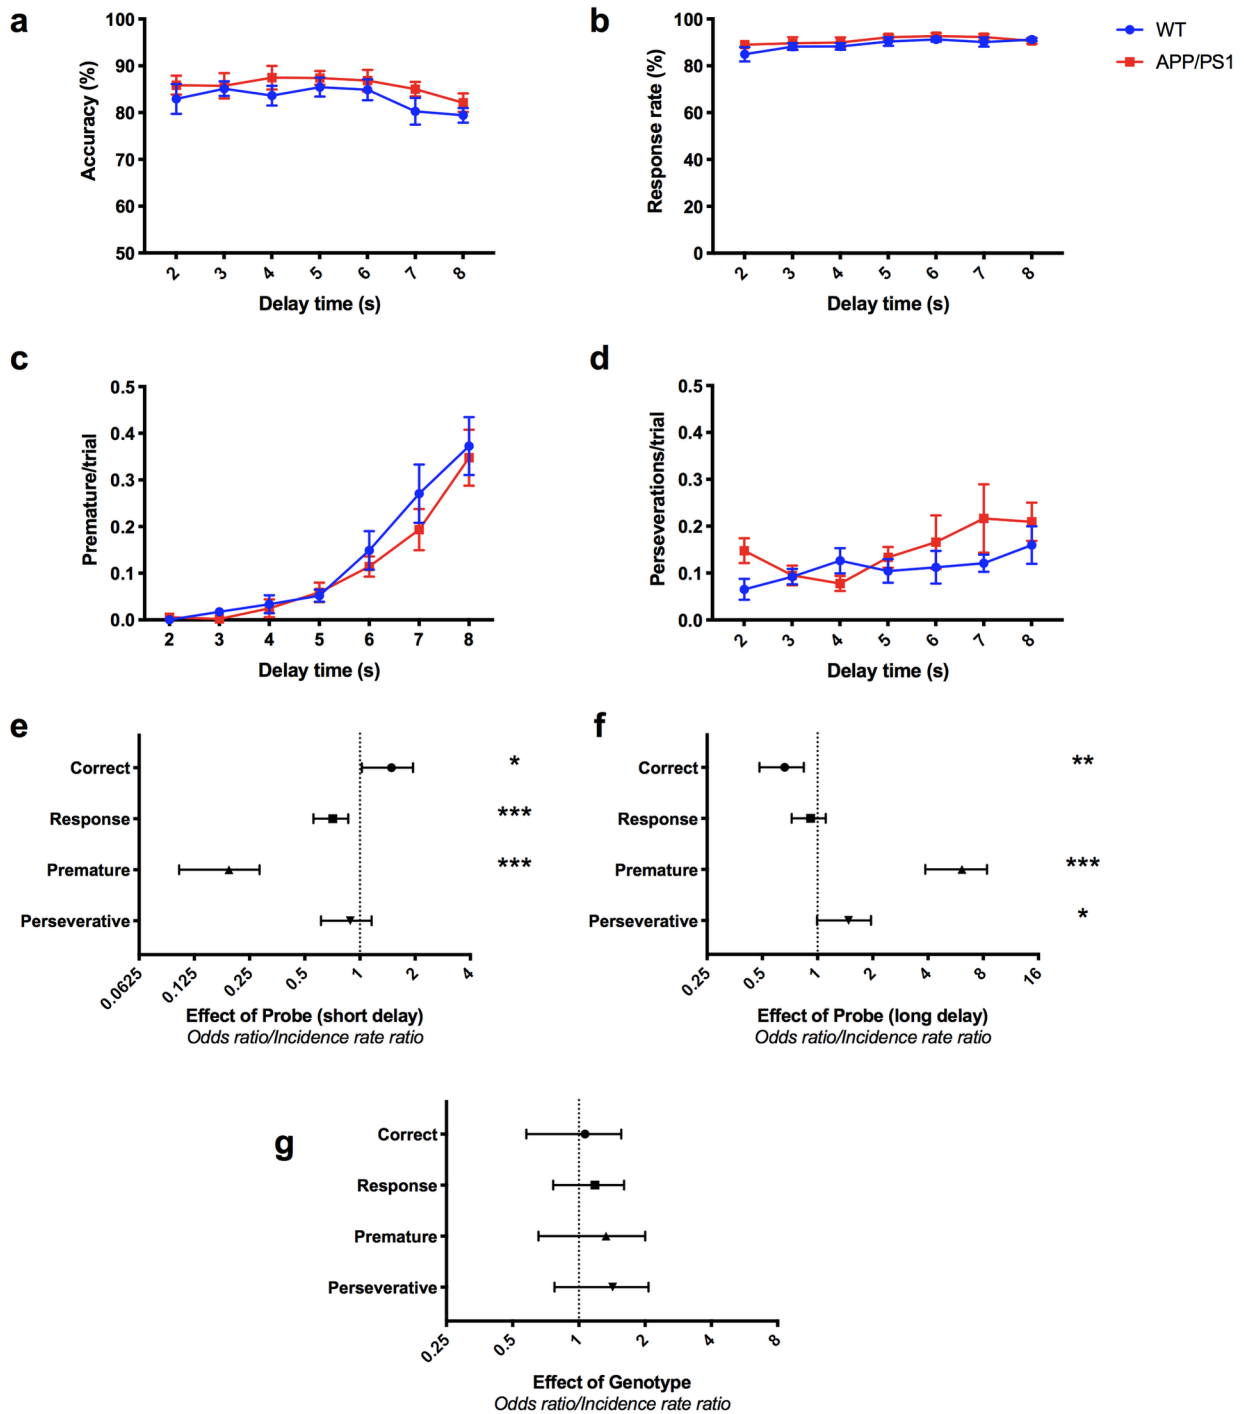 a
100
90
80
70
60
50
Accuracy (%)
2 3 4 5 6 7 8
Delay time (s)
b
100
80
60
40
20
0
Response rate (%)
2 3 4 5 6 7 8
Delay time (s)
WT
APP/PS1
c
0.5
0.4
0.3
0.2
0.1
0.0
Premature/trial
2 3 4 5 6 7 8
Delay time (s)
d
0.5
0.4
0.3
0.2
0.1
0.0
Perseverations/trial
2 3 4 5 6 7 8
Delay time (s)
e
Correct *
Response ***
Premature ***
Perseverative
0.0625 0.125 0.25 0.5 1 2 4
Effect of Probe (short delay)
Odds ratio/Incidence rate ratio
f
Correct **
Response
Premature ***
Perseverative *
0.25 0.5 1 2 4 8 16
Effect of Probe (long delay)
Odds ratio/Incidence rate ratio
g
Correct
Response
Premature
Perseverative
0.25 0.5 1 2 4 8
Effect of Genotype
Odds ratio/Incidence rate ratio